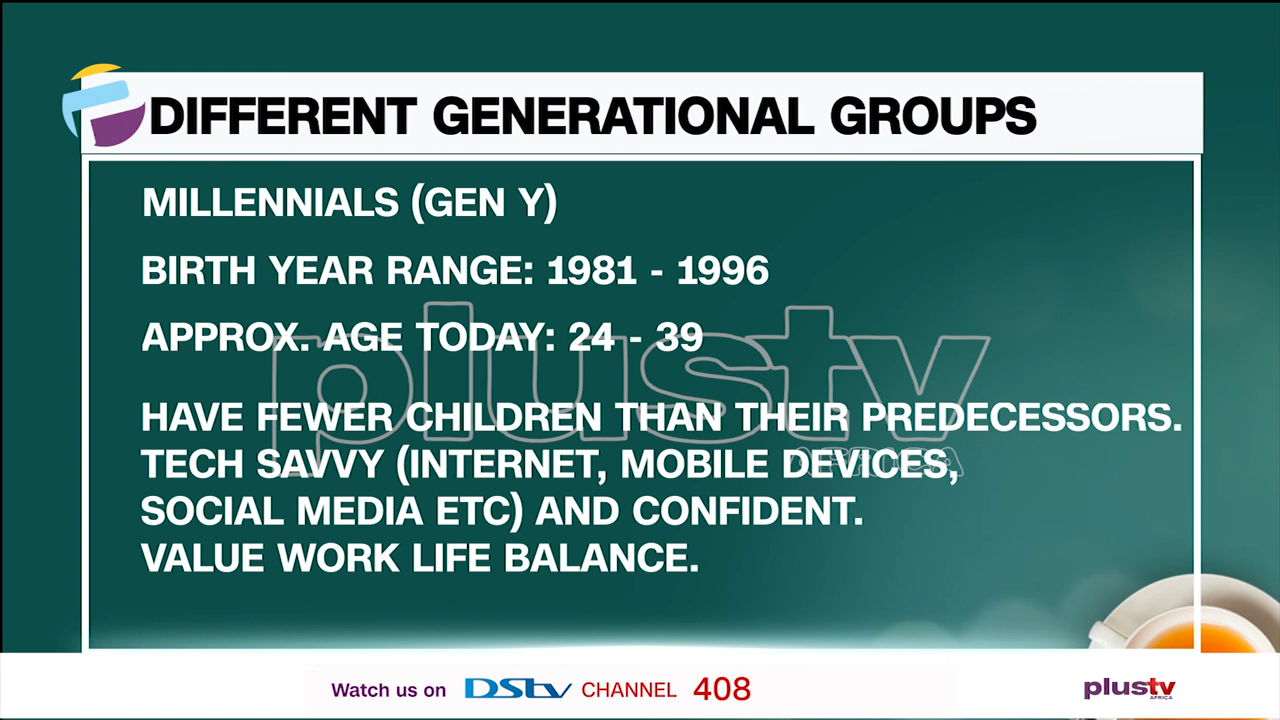 DIFFERENT GENERATIONAL GROUPS
MILLENNIALS (GEN Y)
BIRTH YEAR RANGE: 1981 - 1996
APPROX. AGE TODAY: 24 - 39
plustv
AFRICA
HAVE FEWER CHILDREN THAN THEIR PREDECESSORS.
TECH SAVVY (INTERNET, MOBILE DEVICES,
SOCIAL MEDIA ETC) AND CONFIDENT.
VALUE WORK LIFE BALANCE.
Watch us on DStv CHANNEL 408
plustv
AFRICA